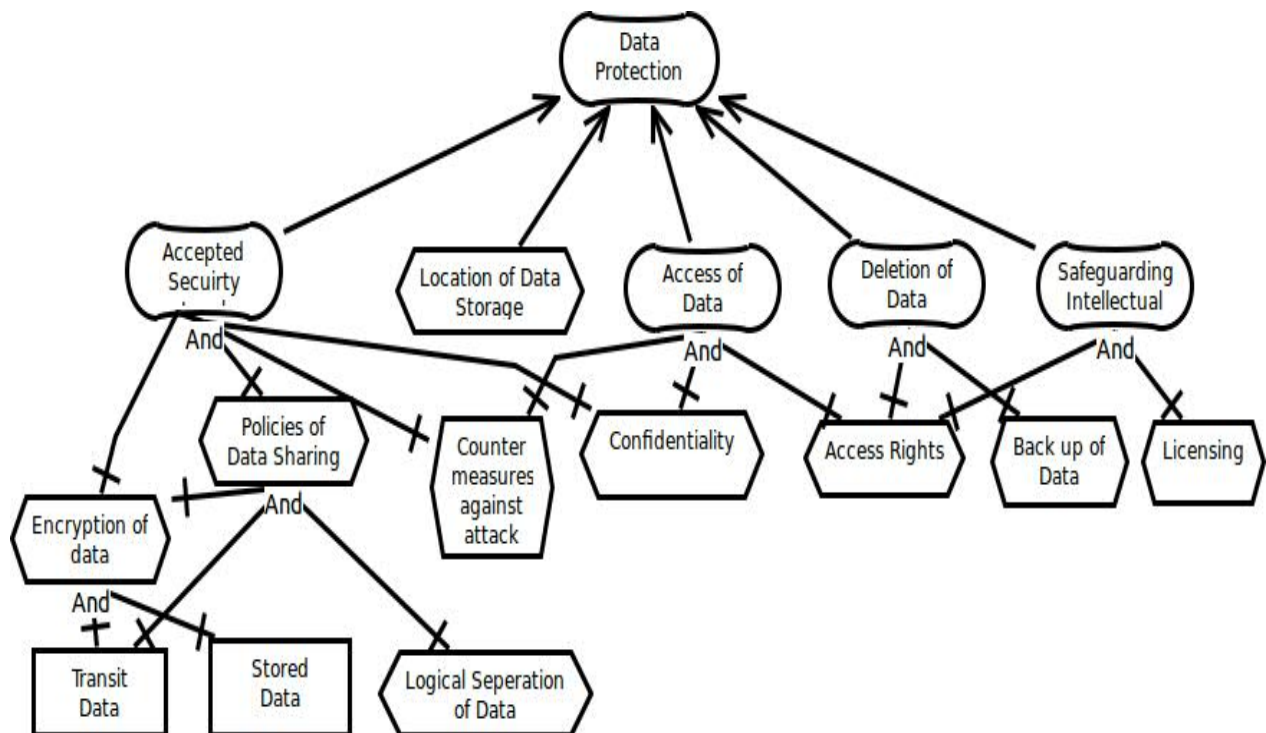 Data
Protection
Accepted
Secuirty
Location of Data
Storage
Access of
Data
Deletion of
Data
Safeguarding
Intellectual
And
And
And
And
Policies of
Data Sharing
Counter
measures
against
attack
Confidentiality
Access Rights
Back up of
Data
Licensing
And
Encryption of
data
And
Transit
Data
Stored
Data
Logical Seperation
of Data